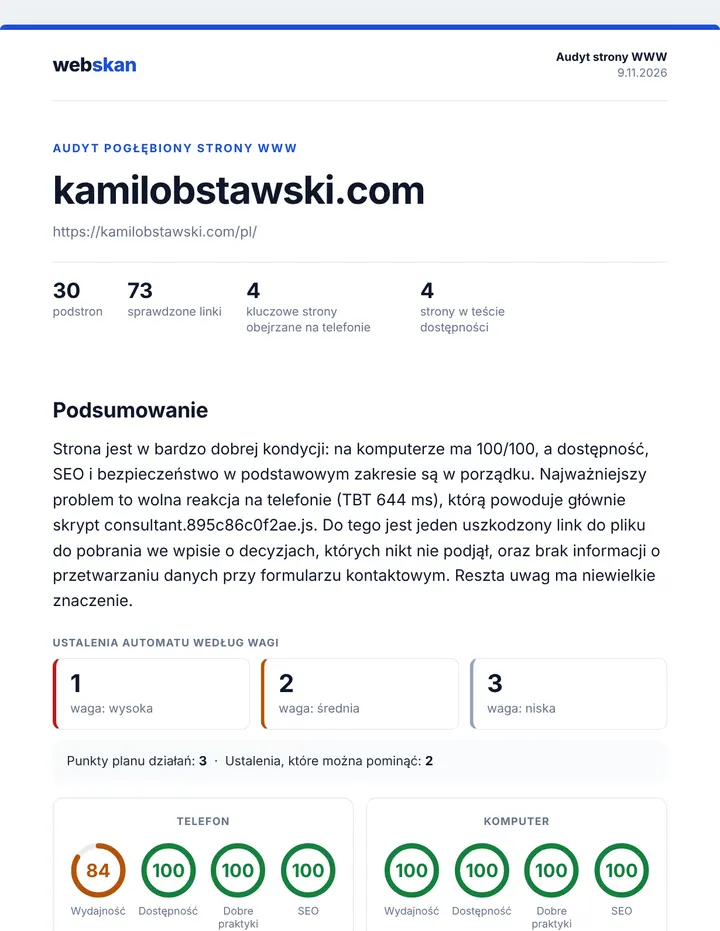 webskan
Audyt strony WWW
9.11.2026
AUDYT POGŁĘBIONY STRONY WWW
kamilobstawski.com
https://kamilobstawski.com/pl/
30
podstron
73
sprawdzone linki
4
kluczowe strony
obejrzane na telefonie
4
strony w teście
dostępności
Podsumowanie
Strona jest w bardzo dobrej kondycji: na komputerze ma 100/100, a dostępność,
SEO i bezpieczeństwo w podstawowym zakresie są w porządku. Najważniejszy
problem to wolna reakcja na telefonie (TBT 644 ms), którą powoduje głównie
skrypt consultant.895c86c0f2ae.js. Do tego jest jeden uszkodzony link do pliku
do pobrania we wpisie o decyzjach, których nikt nie podjął, oraz brak informacji o
przetwarzaniu danych przy formularzu kontaktowym. Reszta uwag ma niewielkie
znaczenie.
USTALENIA AUTOMATU WEDŁUG WAGI
1
waga: wysoka
2
waga: średnia
3
waga: niska
Punkty planu działań: 3 · Ustalenia, które można pominąć: 2
TELEFON
84
Wydajność
100
Dostępność
100
Dobre
praktyki
100
SEO
KOMPUTER
100
Wydajność
100
Dostępność
100
Dobre
praktyki
100
SEO